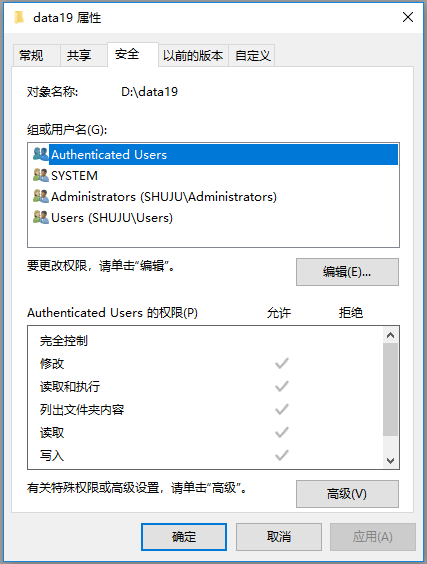 data19 属性
常规 共享 安全 以前的版本 自定义
对象名称: D:\data19
组或用户名(G):
Authenticated Users
SYSTEM
Administrators (SHUJU\Administrators)
Users (SHUJU\Users)
要更改权限，请单击“编辑”。
编辑(E)...
Authenticated Users 的权限(P) 允许 拒绝
完全控制
修改
读取和执行
列出文件夹内容
读取
写入
有关特殊权限或高级设置，请单击“高级”。
高级(V)
确定 取消 应用(A)